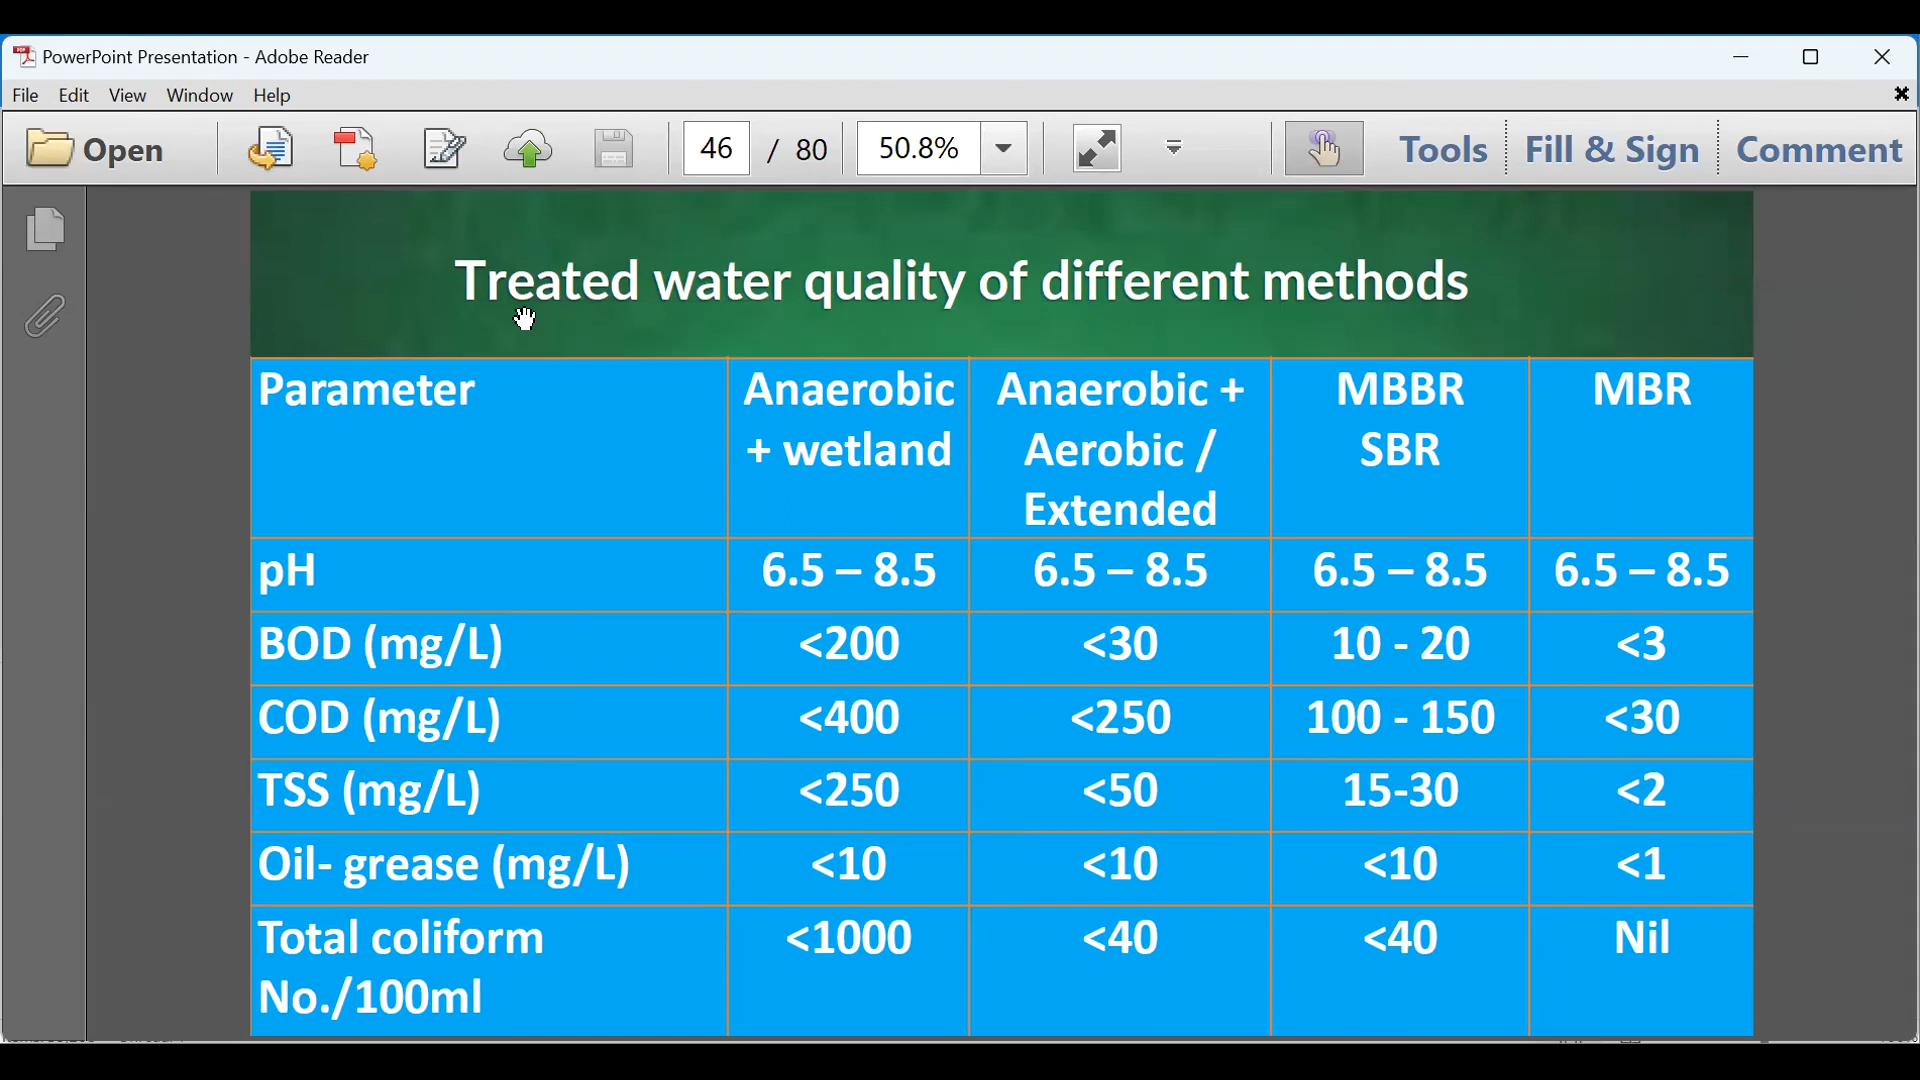 PowerPoint Presentation - Adobe Reader
File Edit View Window Help
Open 46 / 80 50.8% Tools Fill & Sign Comment
Treated water quality of different methods
Parameter Anaerobic + wetland Anaerobic + Aerobic / Extended MBBR SBR MBR
pH 6.5 – 8.5 6.5 – 8.5 6.5 – 8.5 6.5 – 8.5
BOD (mg/L) <200 <30 10 - 20 <3
COD (mg/L) <400 <250 100 - 150 <30
TSS (mg/L) <250 <50 15-30 <2
Oil- grease (mg/L) <10 <10 <10 <1
Total coliform No./100ml <1000 <40 <40 Nil